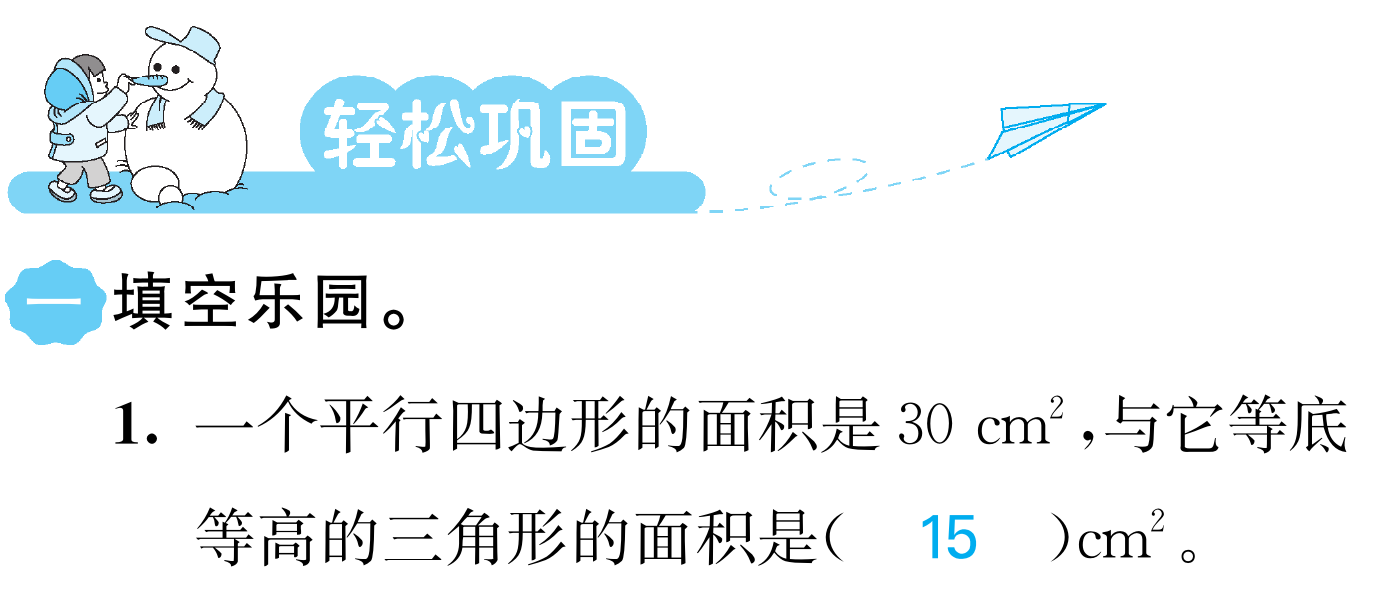 轻松巩固
一 填空乐园。
1. 一个平行四边形的面积是 30 cm²,与它等底
等高的三角形的面积是( 15 )cm²。